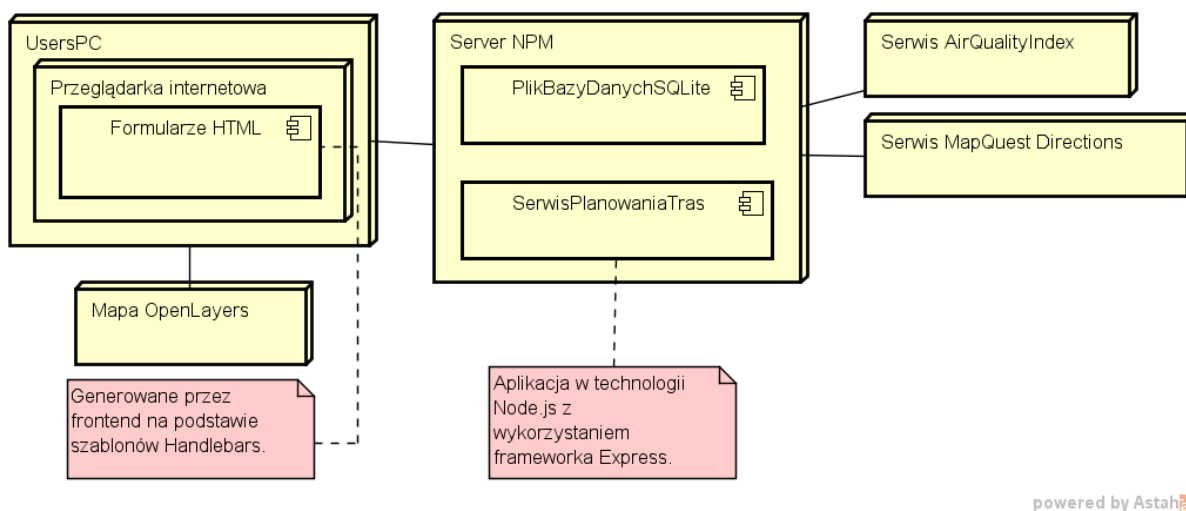 UsersPC
Przeglądarka internetowa
Formularze HTML
Mapa OpenLayers
Generowane przez
frontend na podstawie
szablonów Handlebars.
Server NPM
PlikBazyDanychSQLite
SerwisPlanowaniaTras
Aplikacja w technologii
Node.js z
wykorzystaniem
frameworka Express.
Serwis AirQualityIndex
Serwis MapQuest Directions
powered by Astah